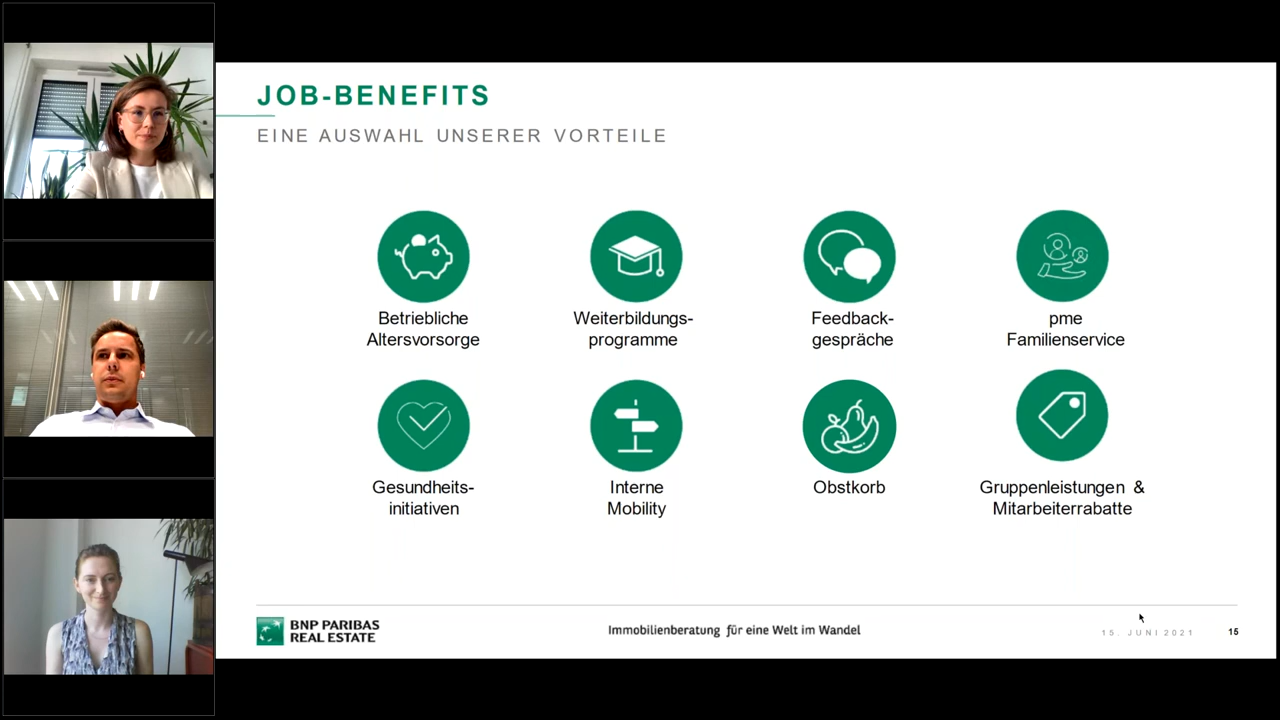 JOB-BENEFITS
EINE AUSWAHL UNSERER VORTEILE
Betriebliche
Altersvorsorge
Weiterbildungs-
programme
Feedback-
gespräche
pme
Familienservice
Gesundheits-
initiativen
Interne
Mobility
Obstkorb
Gruppenleistungen &
Mitarbeiterrabatte
BNP PARIBAS
REAL ESTATE
Immobilienberatung für eine Welt im Wandel
15. JUNI 2021
15